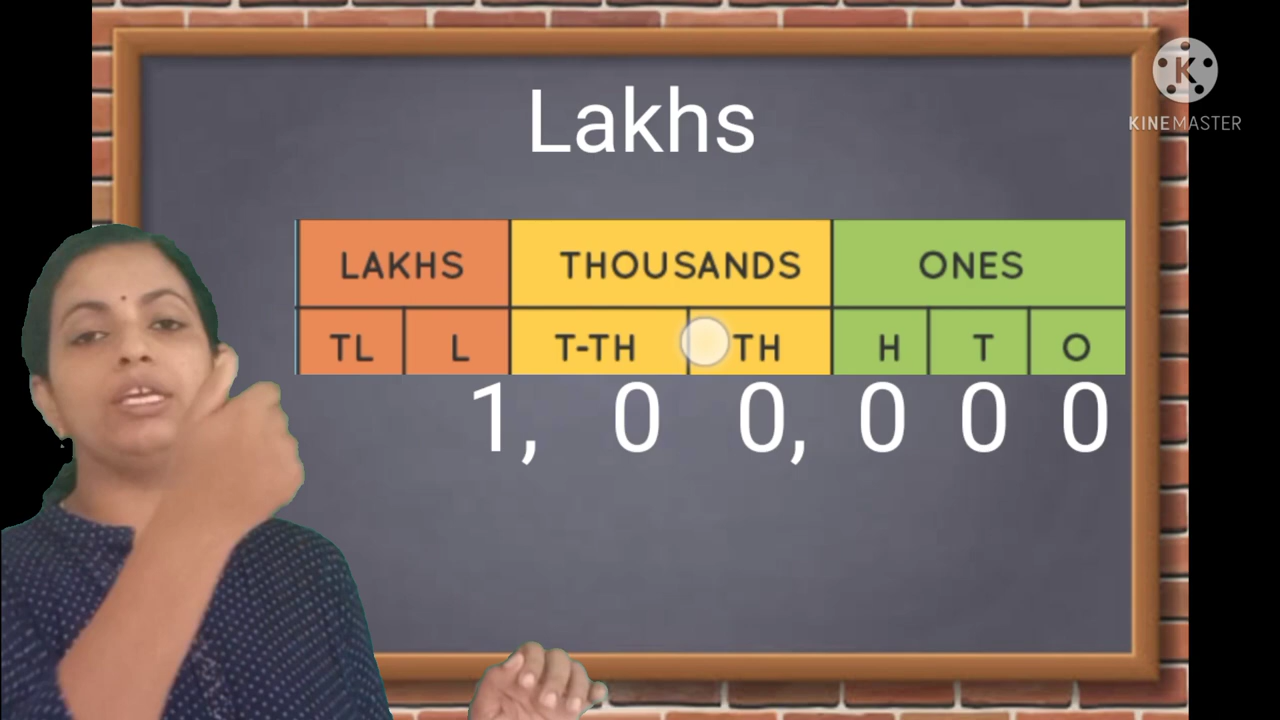 Lakhs
K
KINEMASTER
LAKHS THOUSANDS ONES
TL L T-TH TH H T O
1, 0 0, 0 0 0